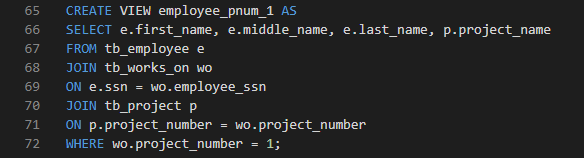 65 CREATE VIEW employee_pnum_1 AS
66 SELECT e.first_name, e.middle_name, e.last_name, p.project_name
67 FROM tb_employee e
68 JOIN tb_works_on wo
69 ON e.ssn = wo.employee_ssn
70 JOIN tb_project p
71 ON p.project_number = wo.project_number
72 WHERE wo.project_number = 1;